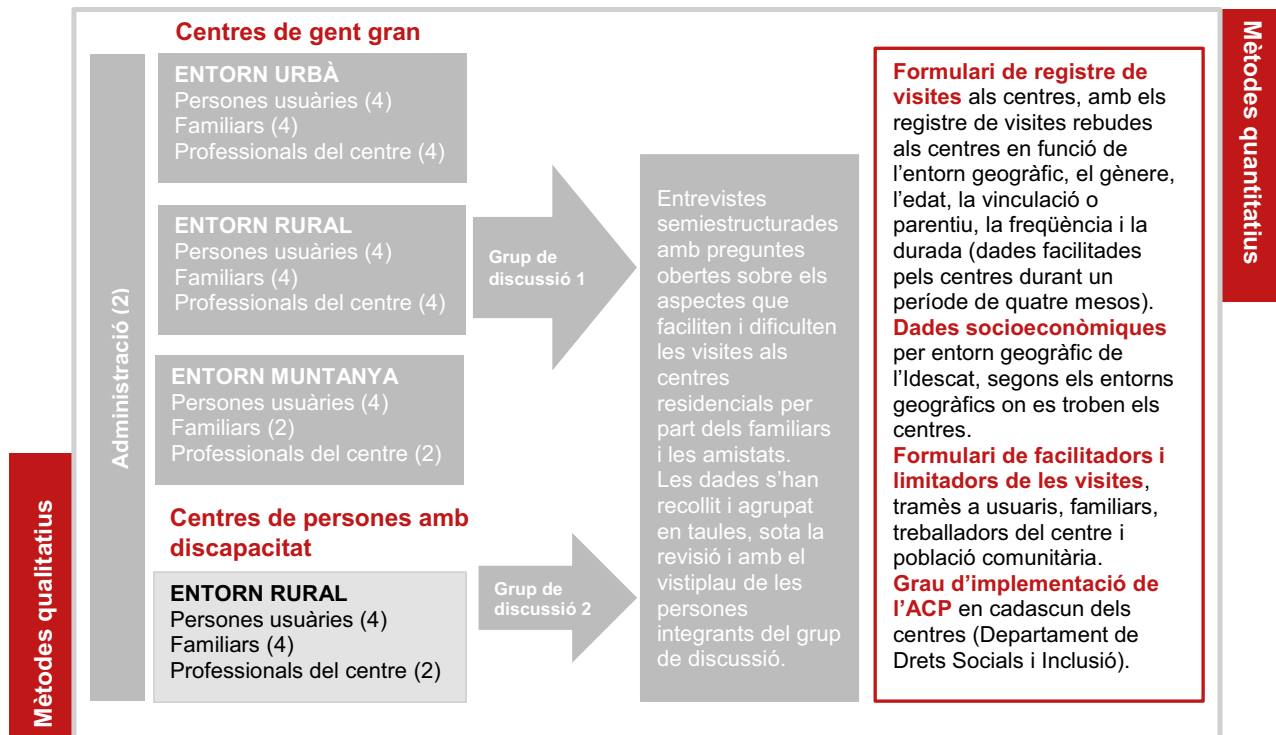 Mètodes qualitatius
Administració (2)
Centres de gent gran
ENTORN URBÀ
Persones usuàries (4)
Familiars (4)
Professionals del centre (4)
ENTORN RURAL
Persones usuàries (4)
Familiars (4)
Professionals del centre (4)
ENTORN MUNTANYA
Persones usuàries (4)
Familiars (2)
Professionals del centre (2)
Centres de persones amb
discapacitat
ENTORN RURAL
Persones usuàries (4)
Familiars (4)
Professionals del centre (2)
Grup de
discussió 1
Grup de
discussió 2
Entrevistes
semiestructurades
amb preguntes
obertes sobre els
aspectes que
faciliten i dificulten
les visites als
centres
residencials per
part dels familiars
i les amistats.
Les dades s’han
recollit i agrupat
en taules, sota la
revisió i amb el
vistiplau de les
persones
integrants del grup
de discussió.
Formulari de registre de
visites als centres, amb els
registre de visites rebudes
als centres en funció de
l’entorn geogràfic, el gènere,
l’edat, la vinculació o
parentiu, la freqüència i la
durada (dades facilitades
pels centres durant un
període de quatre mesos).
Dades socioeconòmiques
per entorn geogràfic de
l’Idescat, segons els entorns
geogràfics on es troben els
centres.
Formulari de facilitadors i
limitadors de les visites,
tramès a usuaris, familiars,
treballadors del centre i
població comunitària.
Grau d’implementació de
l’ACP en cadascun dels
centres (Departament de
Drets Socials i Inclusió).
Mètodes quantitatius